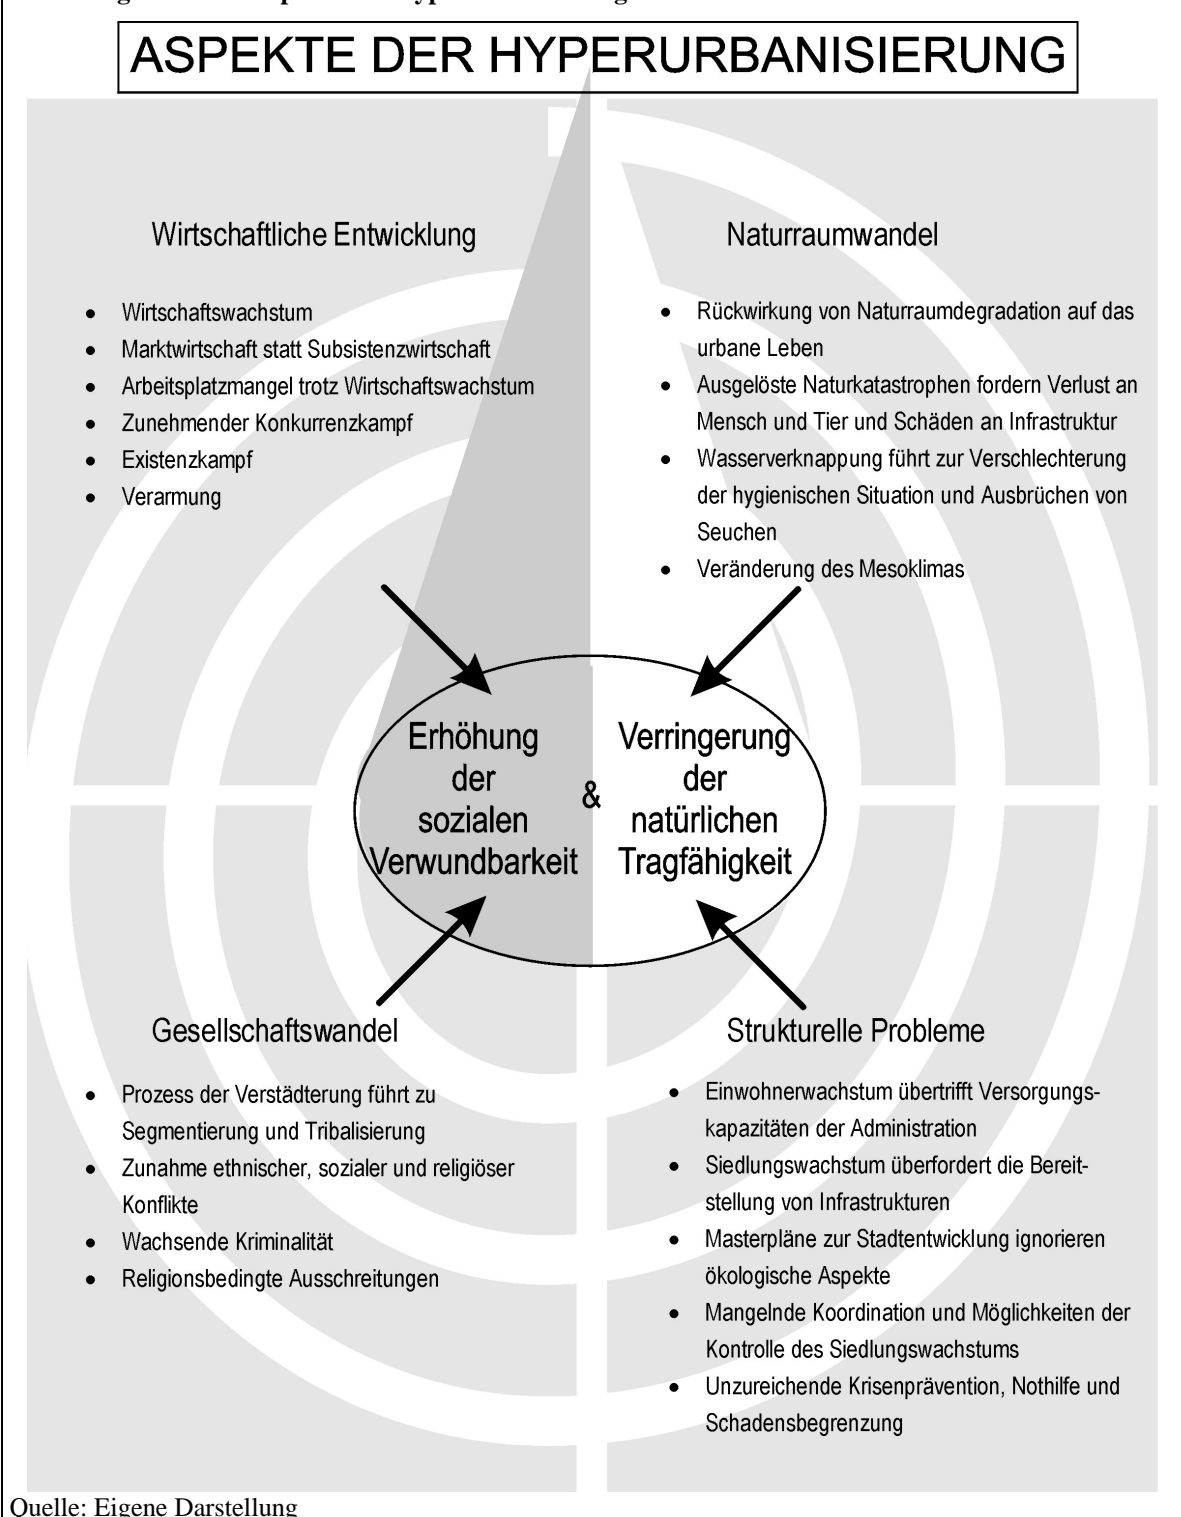 ASPEKTE DER HYPERURBANISIERUNG
Wirtschaftliche Entwicklung
• Wirtschaftswachstum
• Marktwirtschaft statt Subsistenzwirtschaft
• Arbeitsplatzmangel trotz Wirtschaftswachstum
• Zunehmender Konkurrenzkampf
• Existenzkampf
• Verarmung
Naturraumwandel
• Rückwirkung von Naturraumdegradation auf das
urbane Leben
• Ausgelöste Naturkatastrophen fordern Verlust an
Mensch und Tier und Schäden an Infrastruktur
• Wasserverknappung führt zur Verschlechterung
der hygienischen Situation und Ausbrüchen von
Seuchen
• Veränderung des Mesoklimas
Erhöhung
der
sozialen
Verwundbarkeit
&
Verringerung
der
natürlichen
Tragfähigkeit
Gesellschaftswandel
• Prozess der Verstädterung führt zu
Segmentierung und Tribalisierung
• Zunahme ethnischer, sozialer und religiöser
Konflikte
• Wachsende Kriminalität
• Religionsbedingte Ausschreitungen
Strukturelle Probleme
• Einwohnerwachstum übertrifft Versorgungs-
kapazitäten der Administration
• Siedlungswachstum überfordert die Bereit-
stellung von Infrastrukturen
• Masterpläne zur Stadtentwicklung ignorieren
ökologische Aspekte
• Mangelnde Koordination und Möglichkeiten der
Kontrolle des Siedlungswachstums
• Unzureichende Krisenprävention, Nothilfe und
Schadensbegrenzung
Quelle: Eigene Darstellung